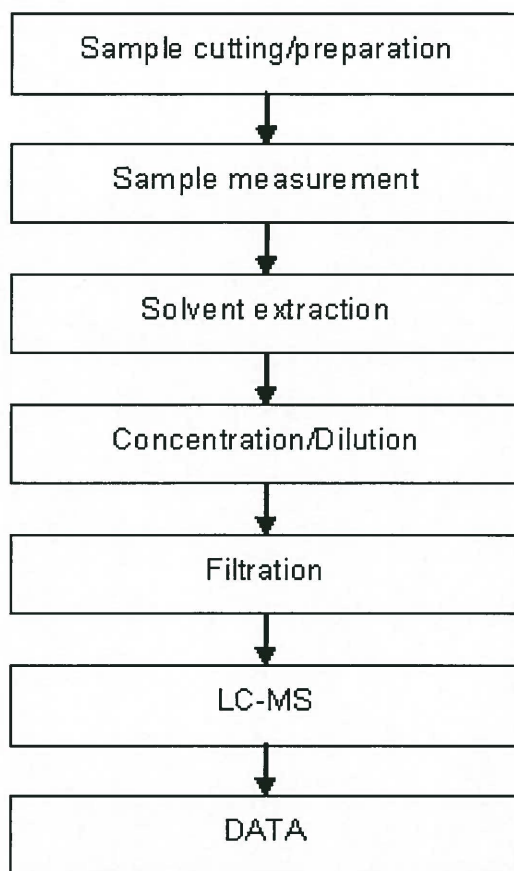 Sample cutting/preparation
Sample measurement
Solvent extraction
Concentration/Dilution
Filtration
LC-MS
DATA